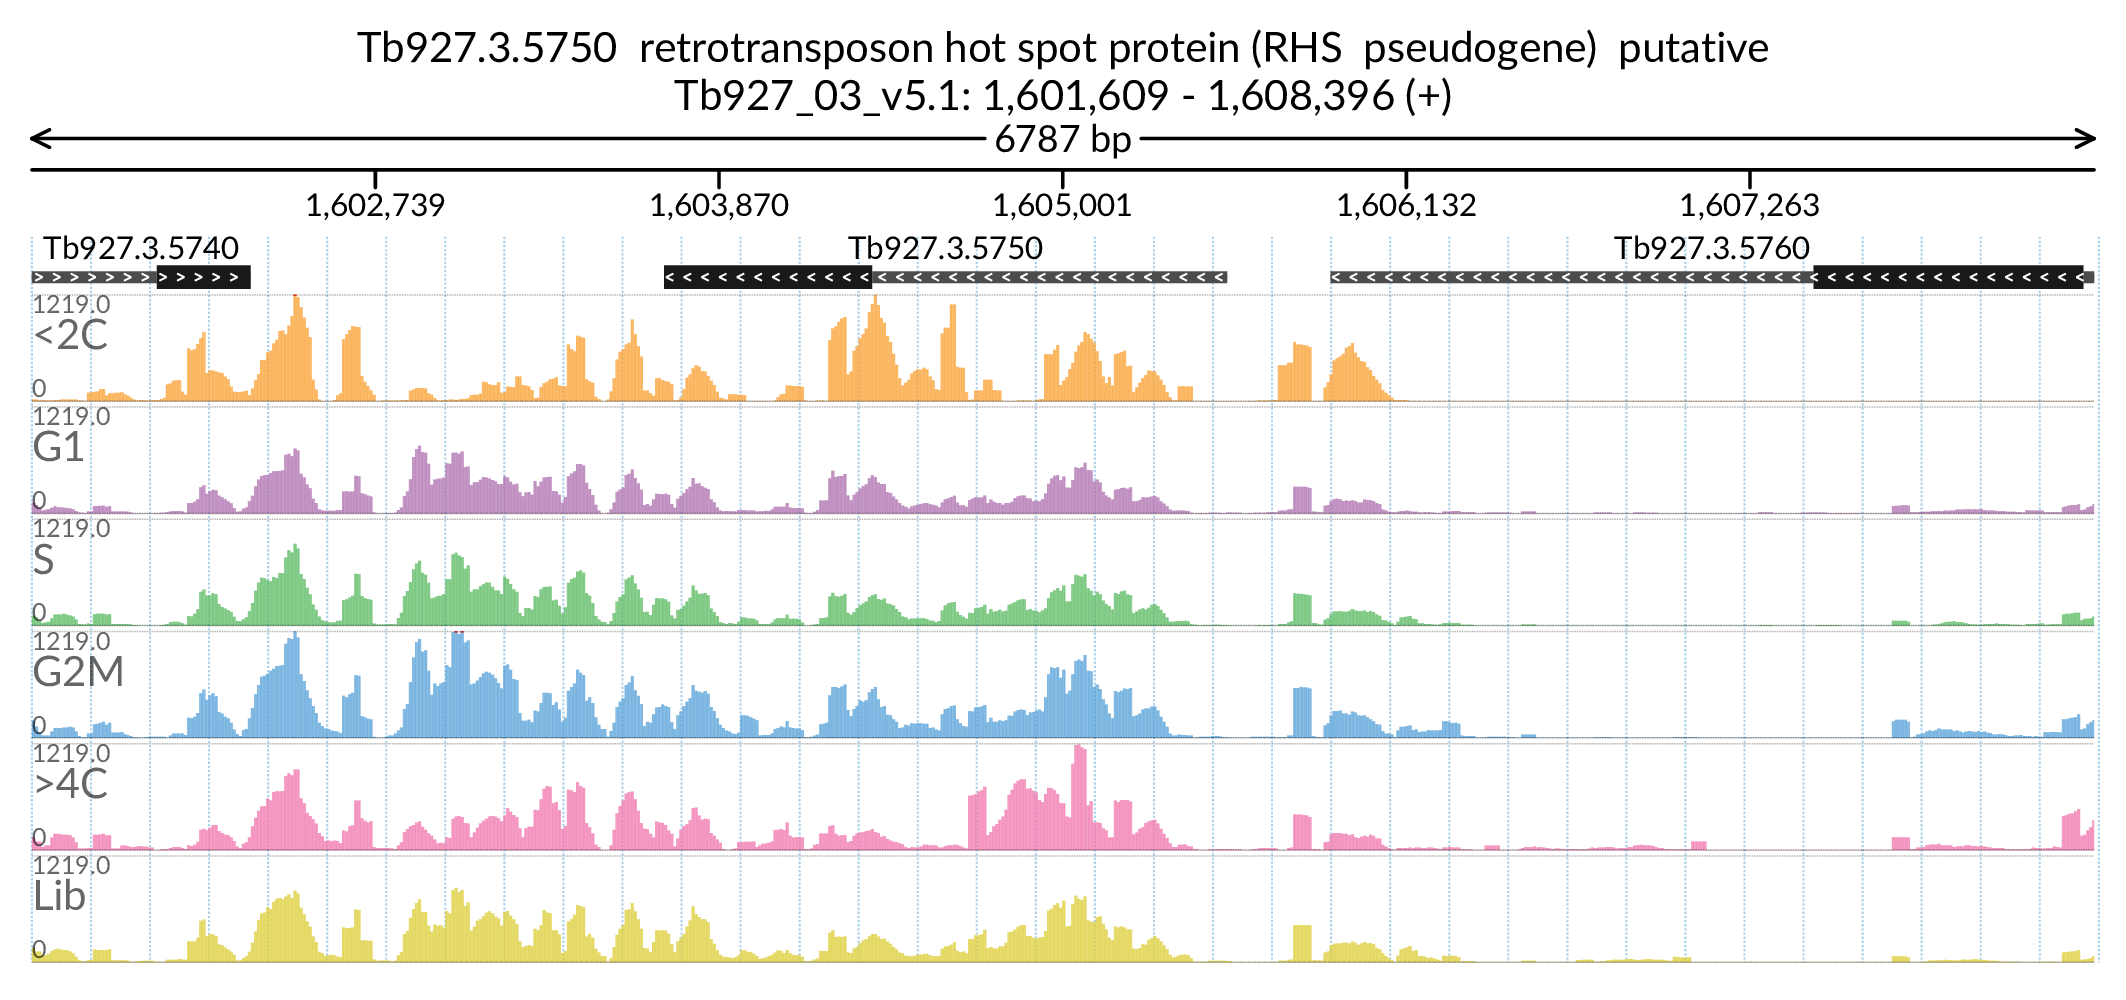 Tb927.3.5750 retrotransposon hot spot protein (RHS pseudogene) putative
Tb927_03_v5.1: 1,601,609 - 1,608,396 (+)
6787 bp
1,602,739 1,603,870 1,605,001 1,606,132 1,607,263
Tb927.3.5740 Tb927.3.5750 Tb927.3.5760
1219.0
<2C
0
1219.0
G1
0
1219.0
S
0
1219.0
G2M
0
1219.0
>4C
0
1219.0
Lib
0